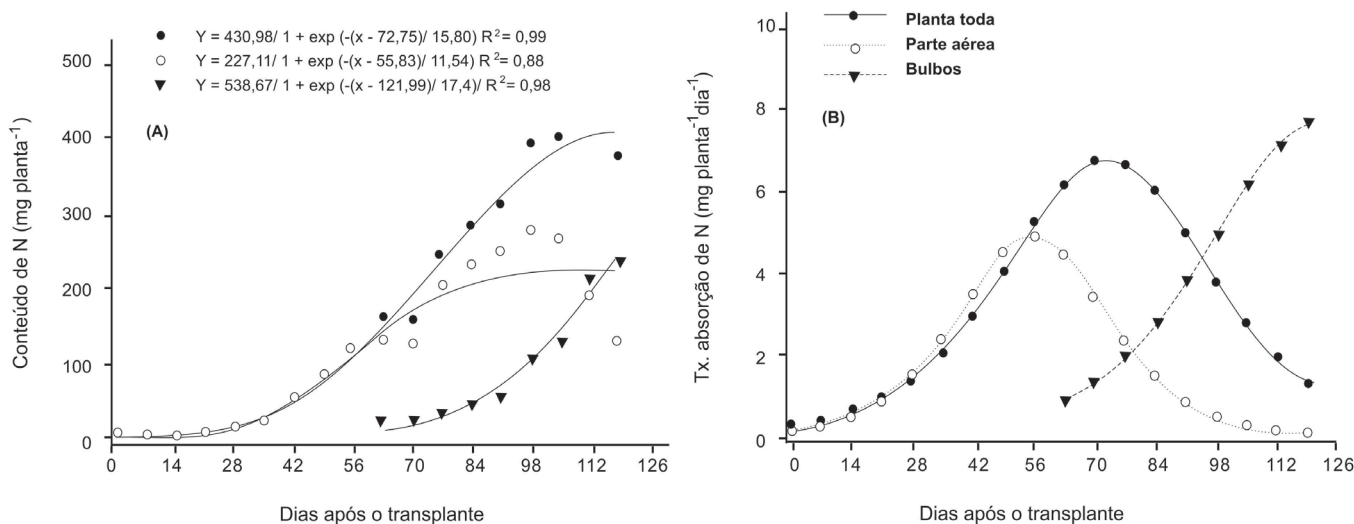 Y = 430,98/ 1 + exp (-(x - 72,75)/ 15,80) R²= 0,99
Y = 227,11/ 1 + exp (-(x - 55,83)/ 11,54) R²= 0,88
Y = 538,67/ 1 + exp (-(x - 121,99)/ 17,4)/ R²= 0,98
(A)
Conteúdo de N (mg planta⁻¹)
500
400
300
200
100
0
0 14 28 42 56 70 84 98 112 126
Dias após o transplante
Planta toda
Parte aérea
Bulbos
(B)
Tx. absorção de N (mg planta⁻¹dia⁻¹)
10
8
6
4
2
0
0 14 28 42 56 70 84 98 112 126
Dias após o transplante